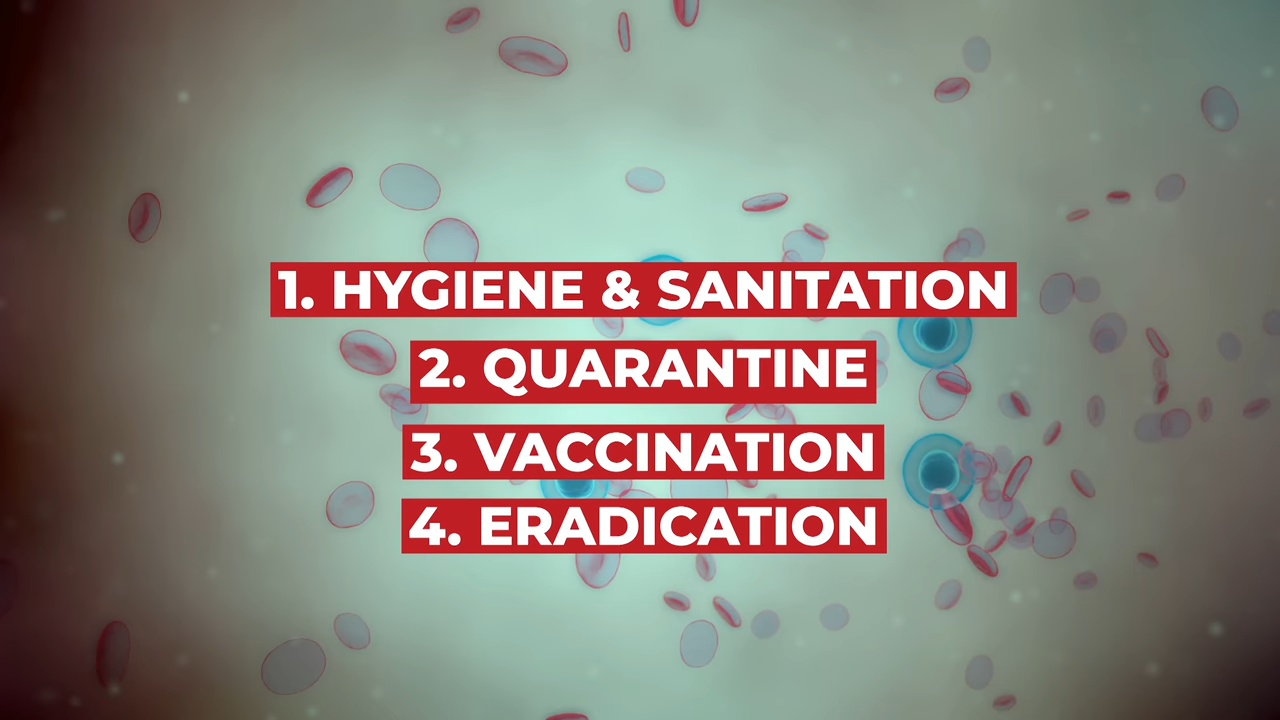 1. HYGIENE & SANITATION
2. QUARANTINE
3. VACCINATION
4. ERADICATION